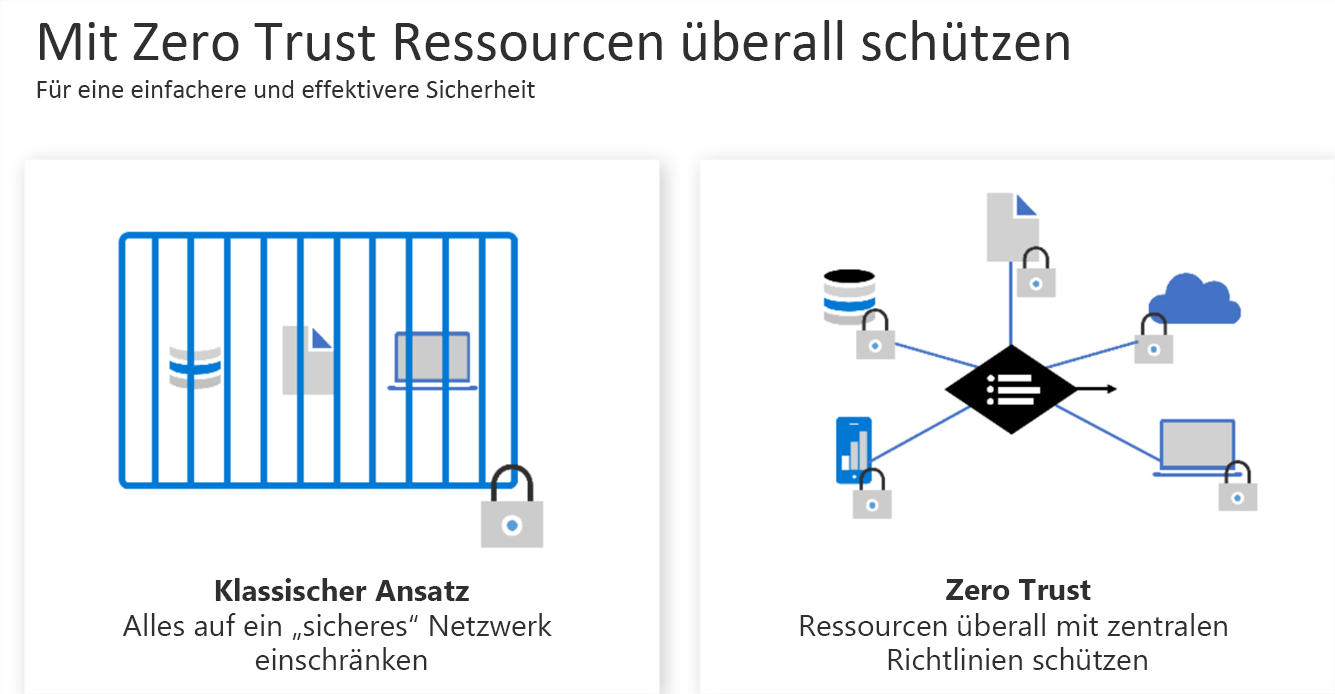 Mit Zero Trust Ressourcen überall schützen
Für eine einfachere und effektivere Sicherheit
Klassischer Ansatz
Alles auf ein „sicheres“ Netzwerk
einschränken
Zero Trust
Ressourcen überall mit zentralen
Richtlinien schützen